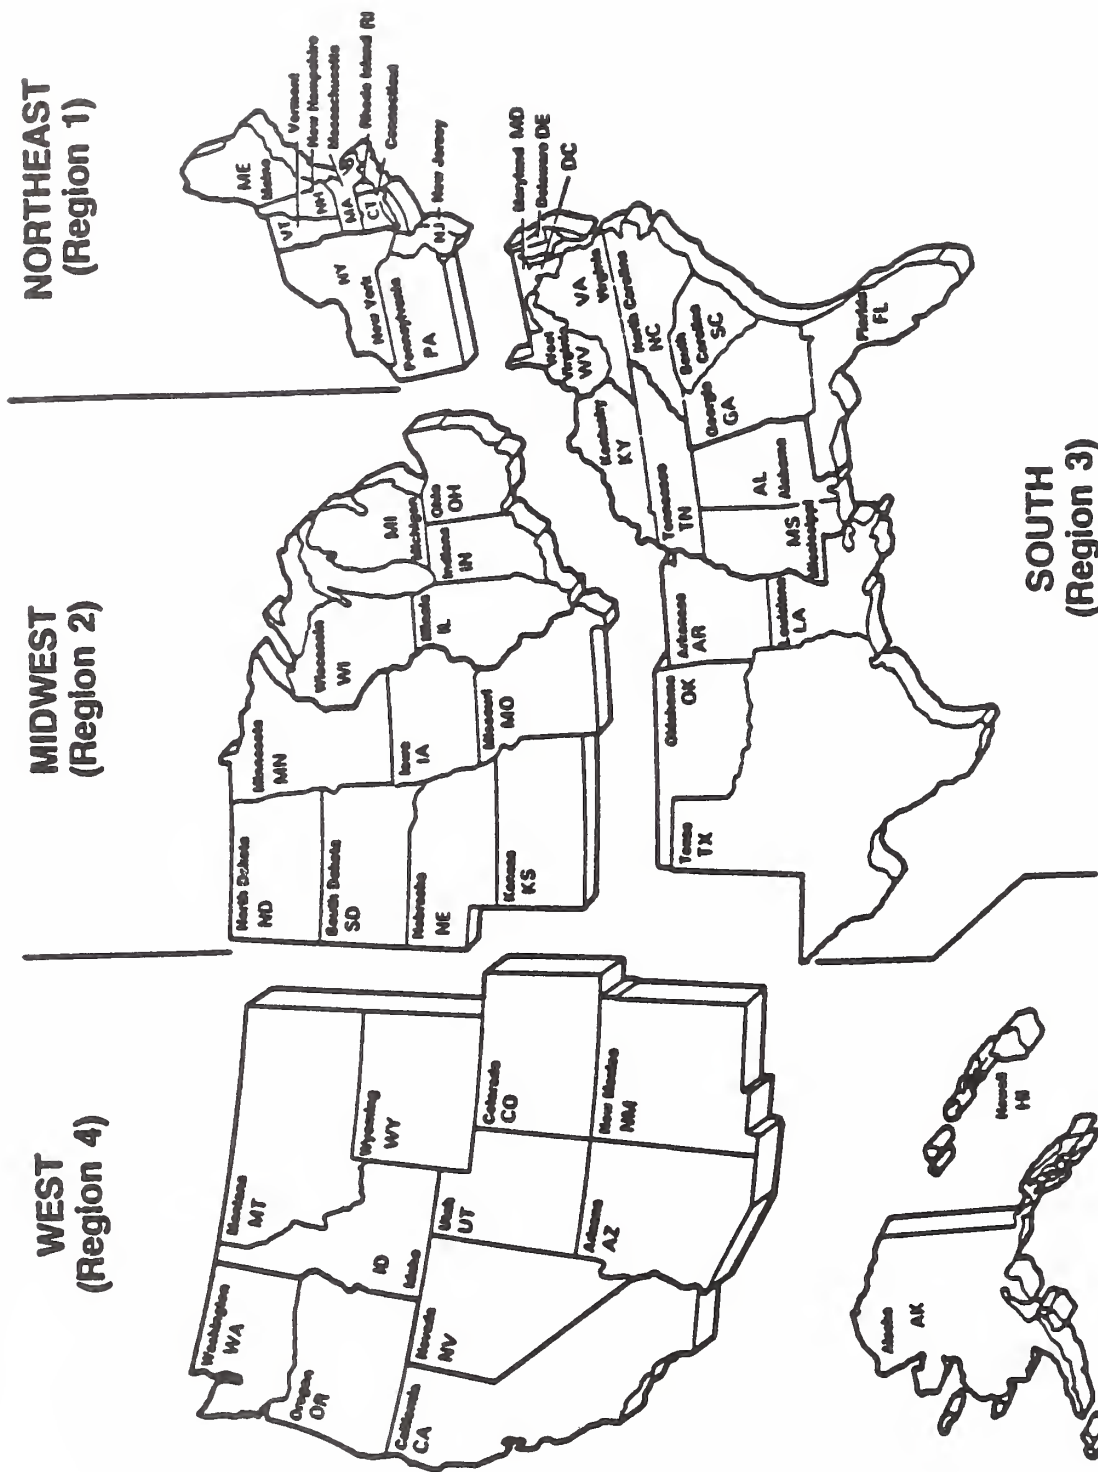 WEST
(Region 4)
MIDWEST
(Region 2)
NORTHEAST
(Region 1)
Washington
WA
Oregon
OR
California
CA
Nevada
NV
ID
Idaho
Montana
MT
Wyoming
WY
Utah
UT
Colorado
CO
Arizona
AZ
New Mexico
NM
Alaska
AK
Hawaii
HI
North Dakota
ND
South Dakota
SD
Nebraska
NE
Kansas
KS
Minnesota
MN
Iowa
IA
Missouri
MO
Wisconsin
WI
Illinois
IL
MI
Michigan
Indiana
IN
Ohio
OH
ME
Maine
VT
Vermont
NH
New Hampshire
MA
Massachusetts
Rhode Island (RI)
CT
Connecticut
NY
New York
NJ
New Jersey
Pennsylvania
PA
Maryland MD
Delaware DE
DC
West
Virginia
WV
VA
Virginia
Kentucky
KY
North Carolina
NC
Tennessee
TN
South
Carolina
SC
Georgia
GA
Florida
FL
AL
Alabama
MS
Mississippi
Arkansas
AR
Louisiana
LA
Oklahoma
OK
Texas
TX
SOUTH
(Region 3)